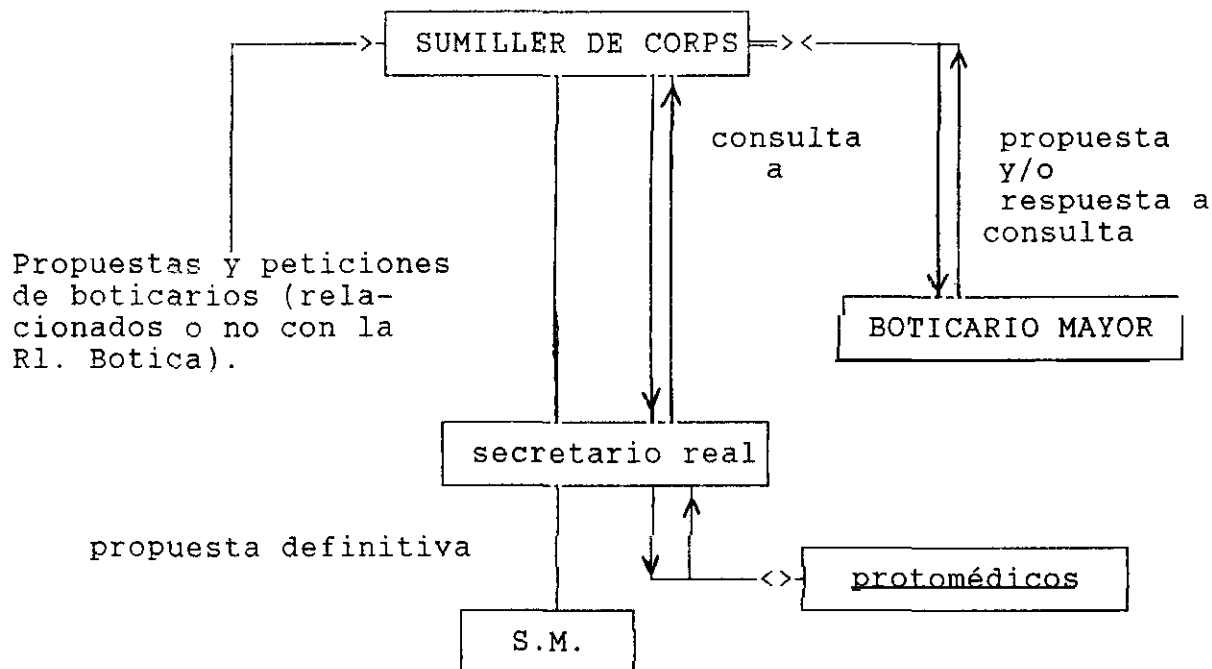 SUMILLER DE CORPS
consulta
a
propuesta
y/o
respuesta a
consulta
Propuestas y peticiones
de boticarios (rela-
cionados o no con la
Rl. Botica).
BOTICARIO MAYOR
secretario real
propuesta definitiva
protomédicos
S.M.